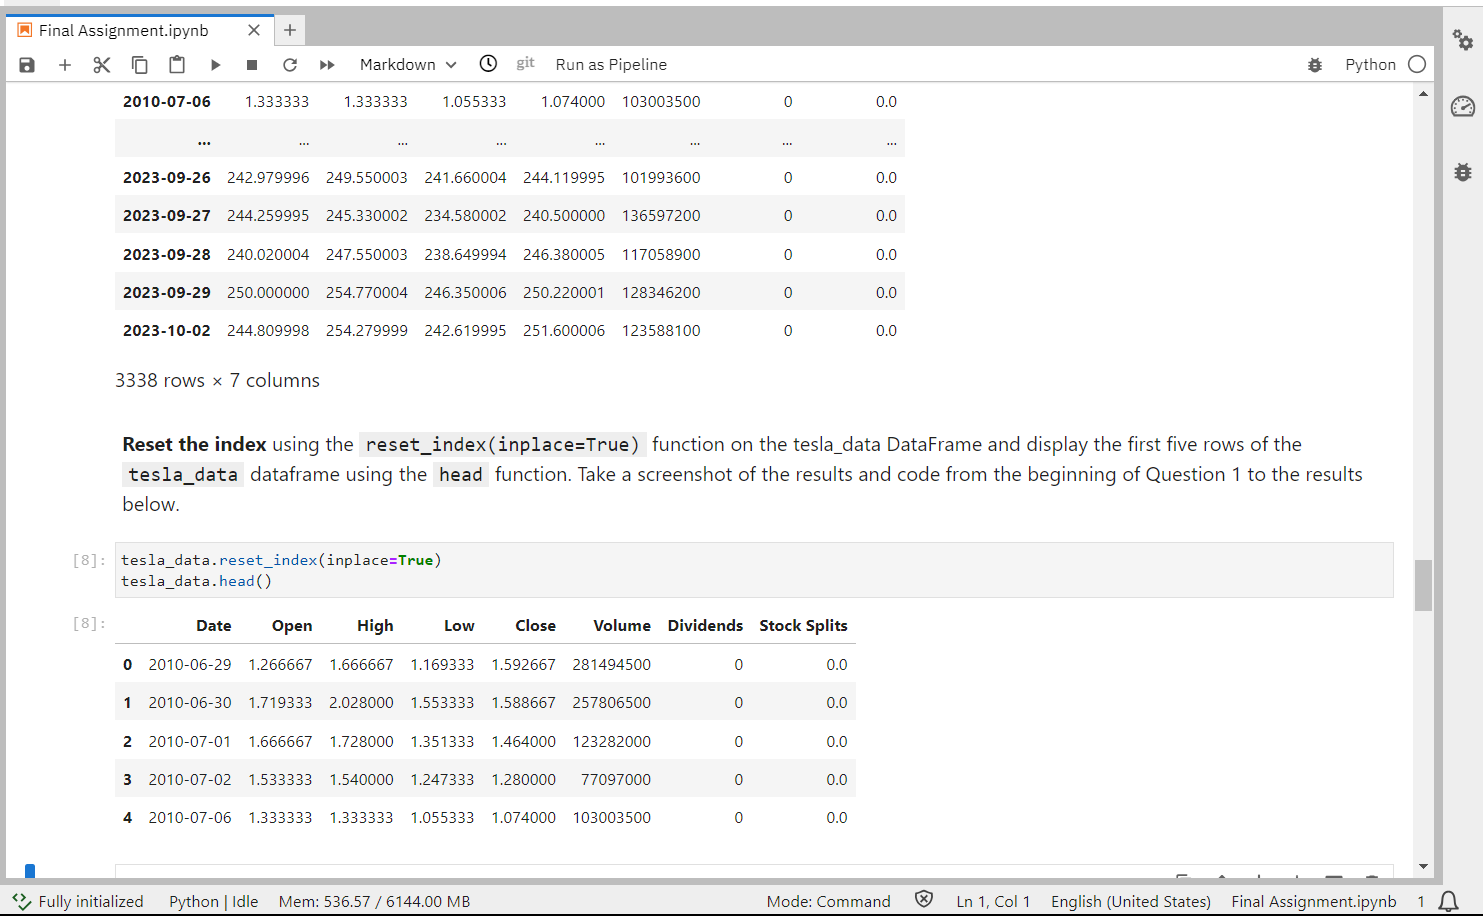 Final Assignment.ipynb
Markdown git Run as Pipeline Python
2010-07-06 1.333333 1.333333 1.055333 1.074000 103003500 0 0.0
... ... ... ... ... ... ... ...
2023-09-26 242.979996 249.550003 241.660004 244.119995 101993600 0 0.0
2023-09-27 244.259995 245.330002 234.580002 240.500000 136597200 0 0.0
2023-09-28 240.020004 247.550003 238.649994 246.380005 117058900 0 0.0
2023-09-29 250.000000 254.770004 246.350006 250.220001 128346200 0 0.0
2023-10-02 244.809998 254.279999 242.619995 251.600006 123588100 0 0.0
3338 rows × 7 columns
Reset the index using the reset_index(inplace=True) function on the tesla_data DataFrame and display the first five rows of the
tesla_data dataframe using the head function. Take a screenshot of the results and code from the beginning of Question 1 to the results
below.
[8]: tesla_data.reset_index(inplace=True)
tesla_data.head()
[8]: Date Open High Low Close Volume Dividends Stock Splits
0 2010-06-29 1.266667 1.666667 1.169333 1.592667 281494500 0 0.0
1 2010-06-30 1.719333 2.028000 1.553333 1.588667 257806500 0 0.0
2 2010-07-01 1.666667 1.728000 1.351333 1.464000 123282000 0 0.0
3 2010-07-02 1.533333 1.540000 1.247333 1.280000 77097000 0 0.0
4 2010-07-06 1.333333 1.333333 1.055333 1.074000 103003500 0 0.0
Fully initialized Python | Idle Mem: 536.57 / 6144.00 MB Mode: Command Ln 1, Col 1 English (United States) Final Assignment.ipynb 1